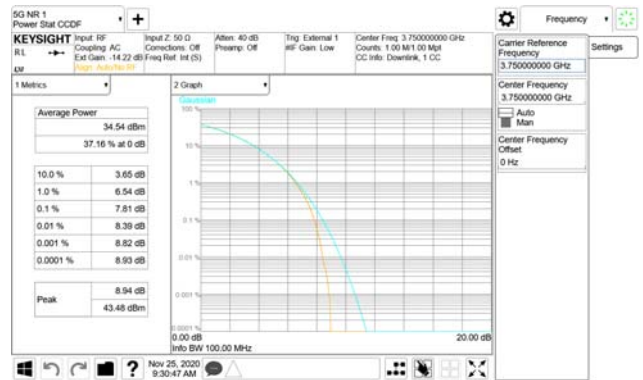 5G NR 1
Power Stat CCDF
Frequency
KEYSIGHT
RL
Input: RF
Coupling: AC
Ext Gain: -14.22 dB
Align: Auto/No RF
Input Z: 50 Ω
Corrections: Off
Freq Ref: Int (S)
Atten: 40 dB
Preamp: Off
Trig: External 1
#IF Gain: Low
Center Freq: 3.750000000 GHz
Counts: 1.00 M/1.00 Mpt
CC Info: Downlink, 1 CC
Carrier Reference
Frequency
3.750000000 GHz
Settings
Center Frequency
3.750000000 GHz
Auto
Man
Center Frequency
Offset
0 Hz
1 Metrics
Average Power
34.54 dBm
37.16 % at 0 dB
10.0 % 3.65 dB
1.0 % 6.54 dB
0.1 % 7.81 dB
0.01 % 8.39 dB
0.001 % 8.82 dB
0.0001 % 8.93 dB
Peak
8.94 dB
43.48 dBm
2 Graph
Gaussian
100 %
10 %
1 %
0.1 %
0.01 %
0.001 %
0.0001 %
0.00 dB
20.00 dB
Info BW 100.00 MHz
Nov 25, 2020
9:30:47 AM